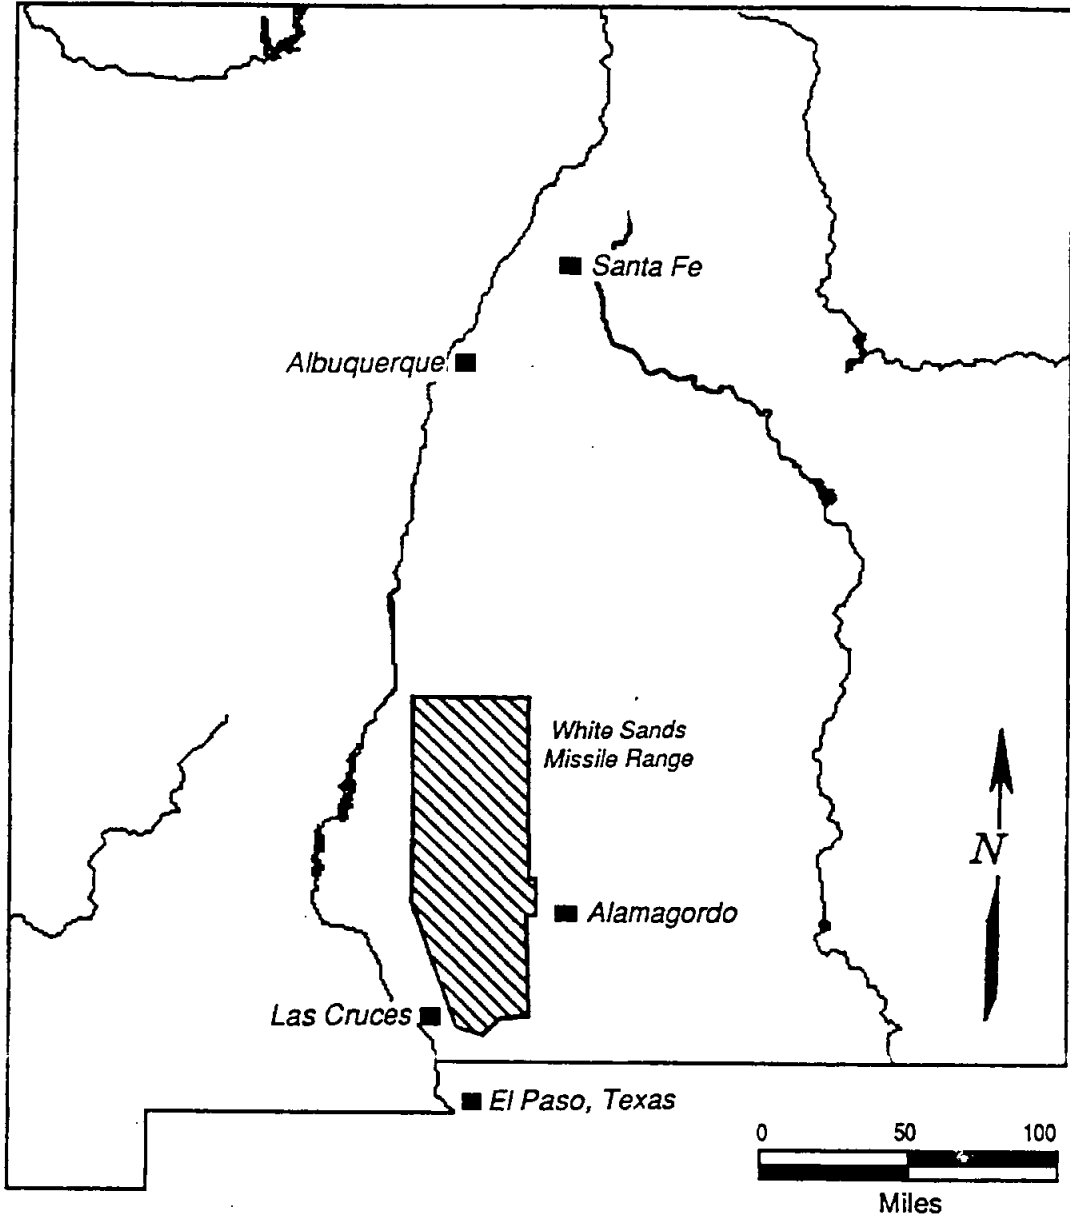 Santa Fe
Albuquerque
White Sands
Missile Range
N
Alamagordo
Las Cruces
El Paso, Texas
0 50 100
Miles